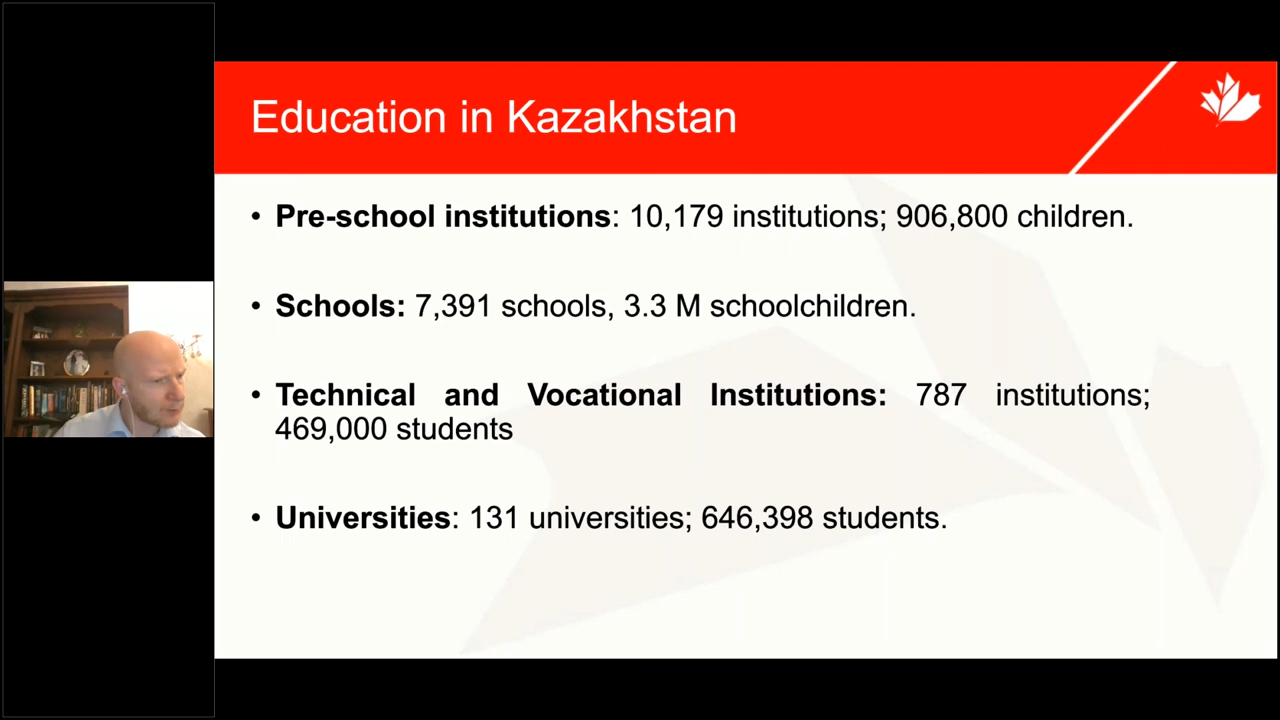 Education in Kazakhstan
• Pre-school institutions: 10,179 institutions; 906,800 children.
• Schools: 7,391 schools, 3.3 M schoolchildren.
• Technical and Vocational Institutions: 787 institutions;
469,000 students
• Universities: 131 universities; 646,398 students.